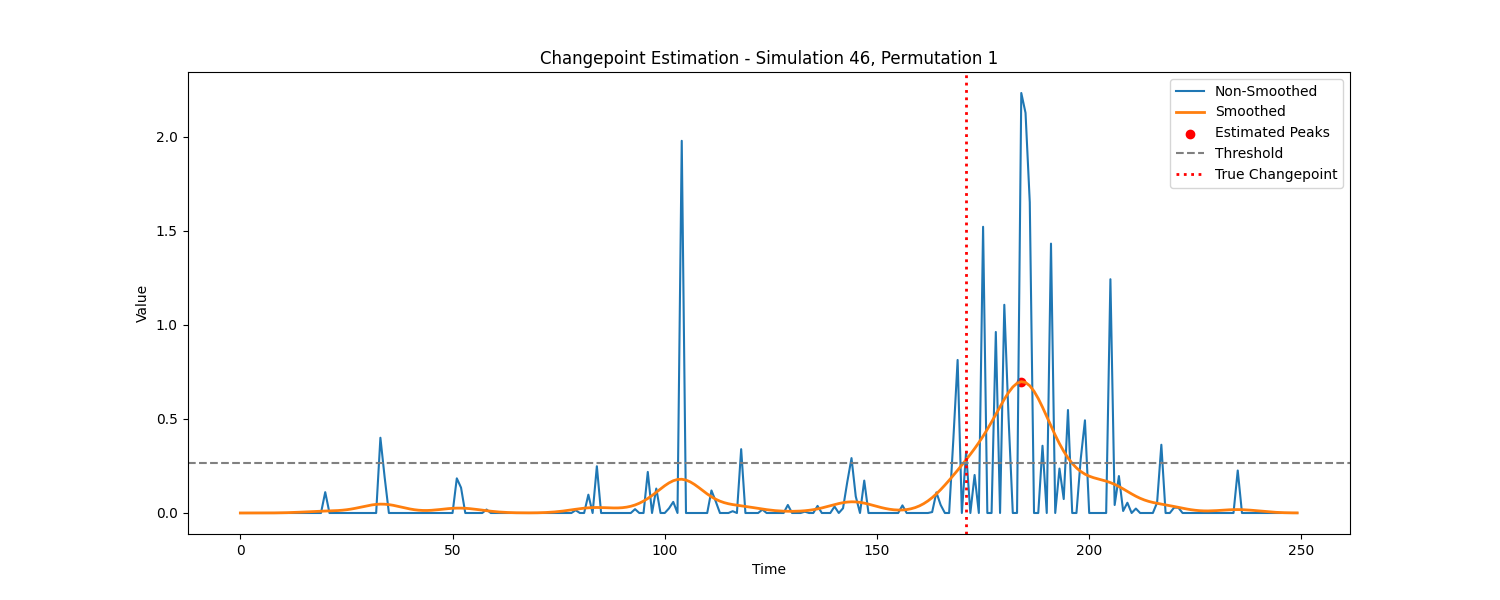 Changepoint Estimation - Simulation 46, Permutation 1
Non-Smoothed
Smoothed
Estimated Peaks
Threshold
True Changepoint
2.0
1.5
1.0
0.5
0.0
Value
0
50
100
150
200
250
Time